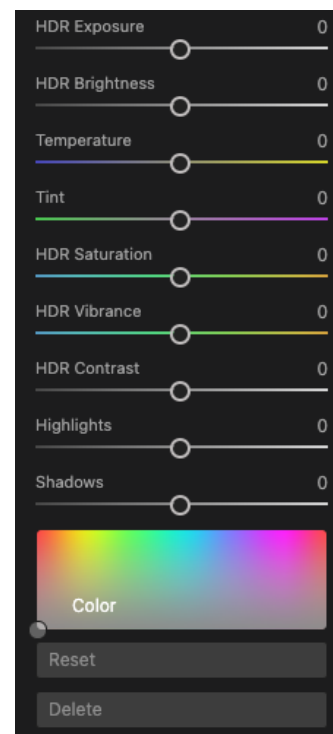 HDR Exposure 0
HDR Brightness 0
Temperature 0
Tint 0
HDR Saturation 0
HDR Vibrance 0
HDR Contrast 0
Highlights 0
Shadows 0
Color
Reset
Delete